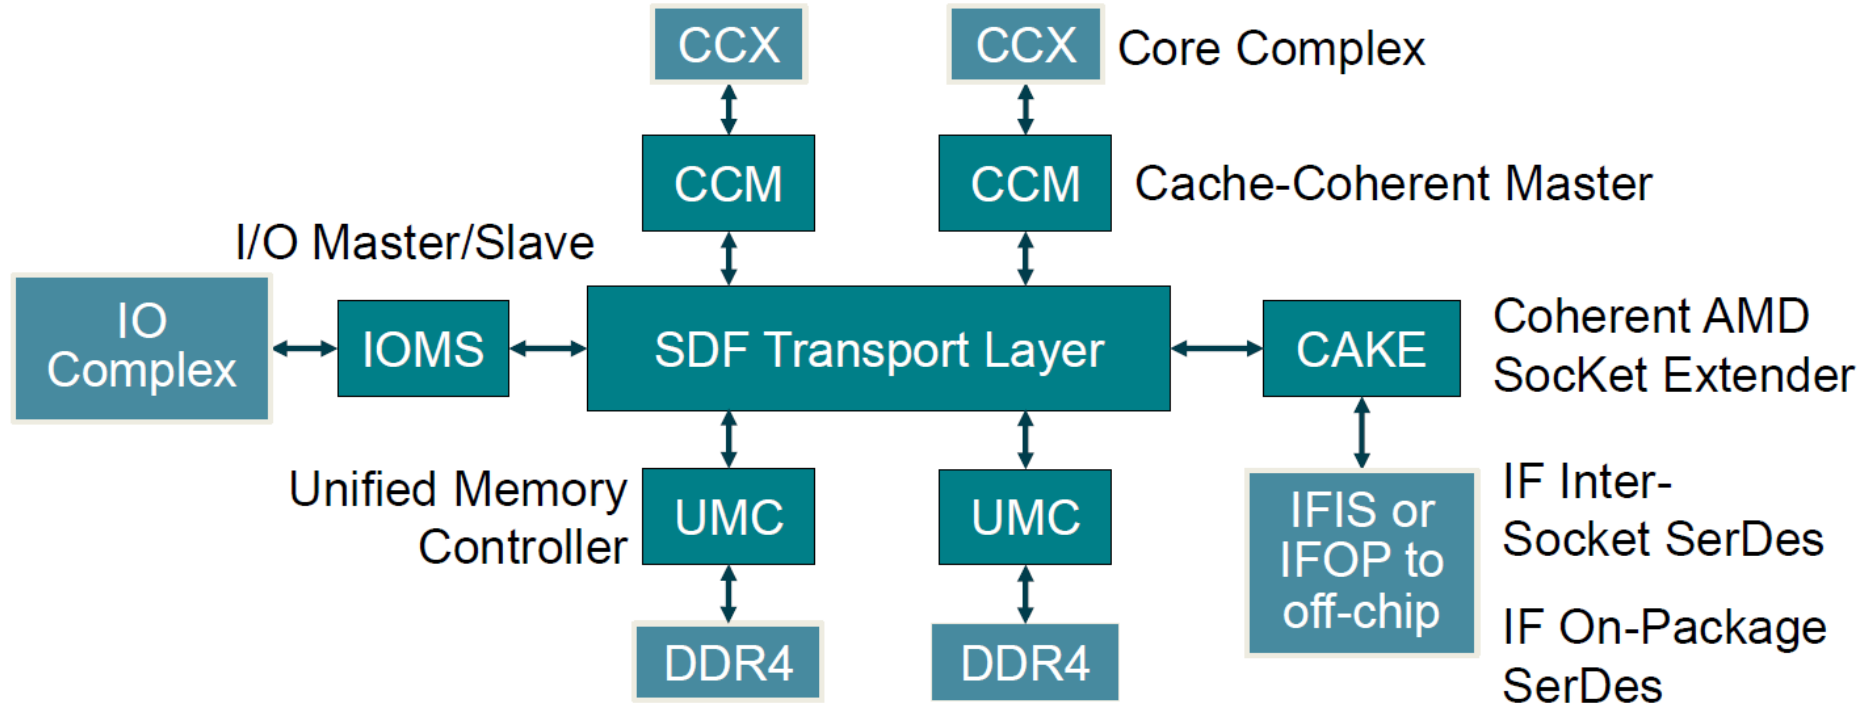 CCX
CCX
Core Complex
CCM
CCM
Cache-Coherent Master
I/O Master/Slave
IO
Complex
IOMS
SDF Transport Layer
CAKE
Coherent AMD
SocKet Extender
Unified Memory
Controller
UMC
UMC
IFIS or
IFOP to
off-chip
IF Inter-
Socket SerDes
IF On-Package
SerDes
DDR4
DDR4